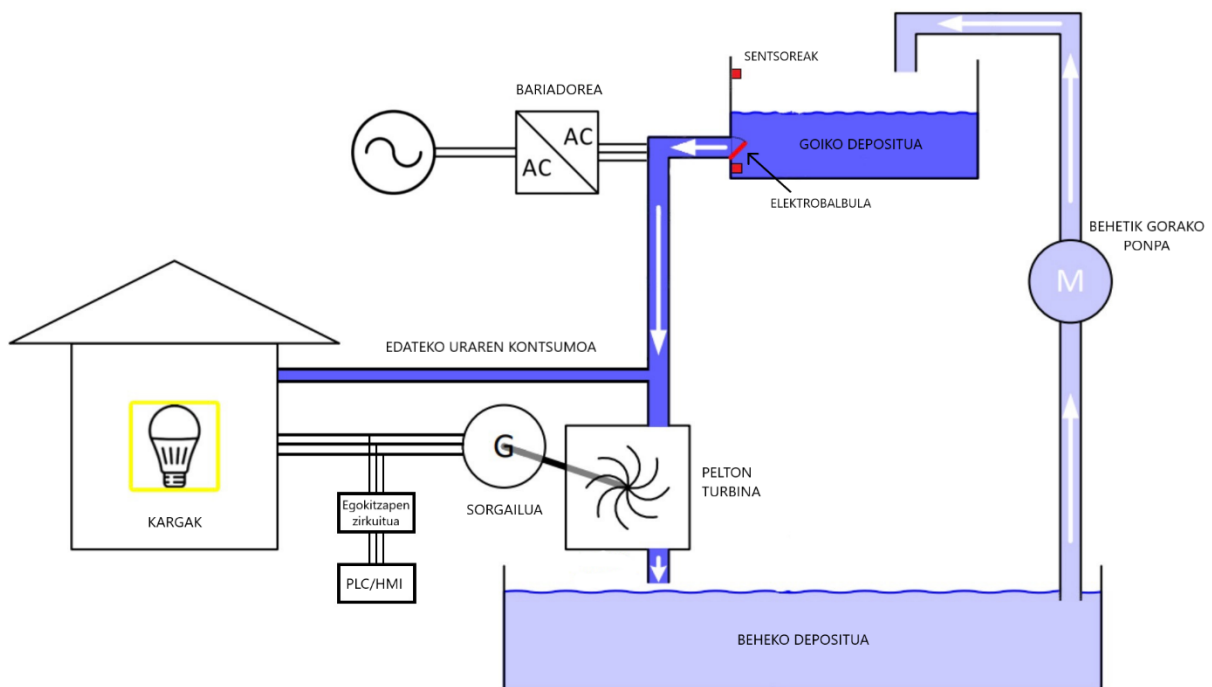 SENTSOREAK
BARIADOREA
AC
AC
GOIKO DEPOSITUA
ELEKTROBALBULA
BEHETIK GORAKO
PONPA
M
EDATEKO URAREN KONTSUMOA
G
PELTON
TURBINA
SORGAILUA
KARGAK
Egokitzapen
zirkuitua
PLC/HMI
BEHEKO DEPOSITUA